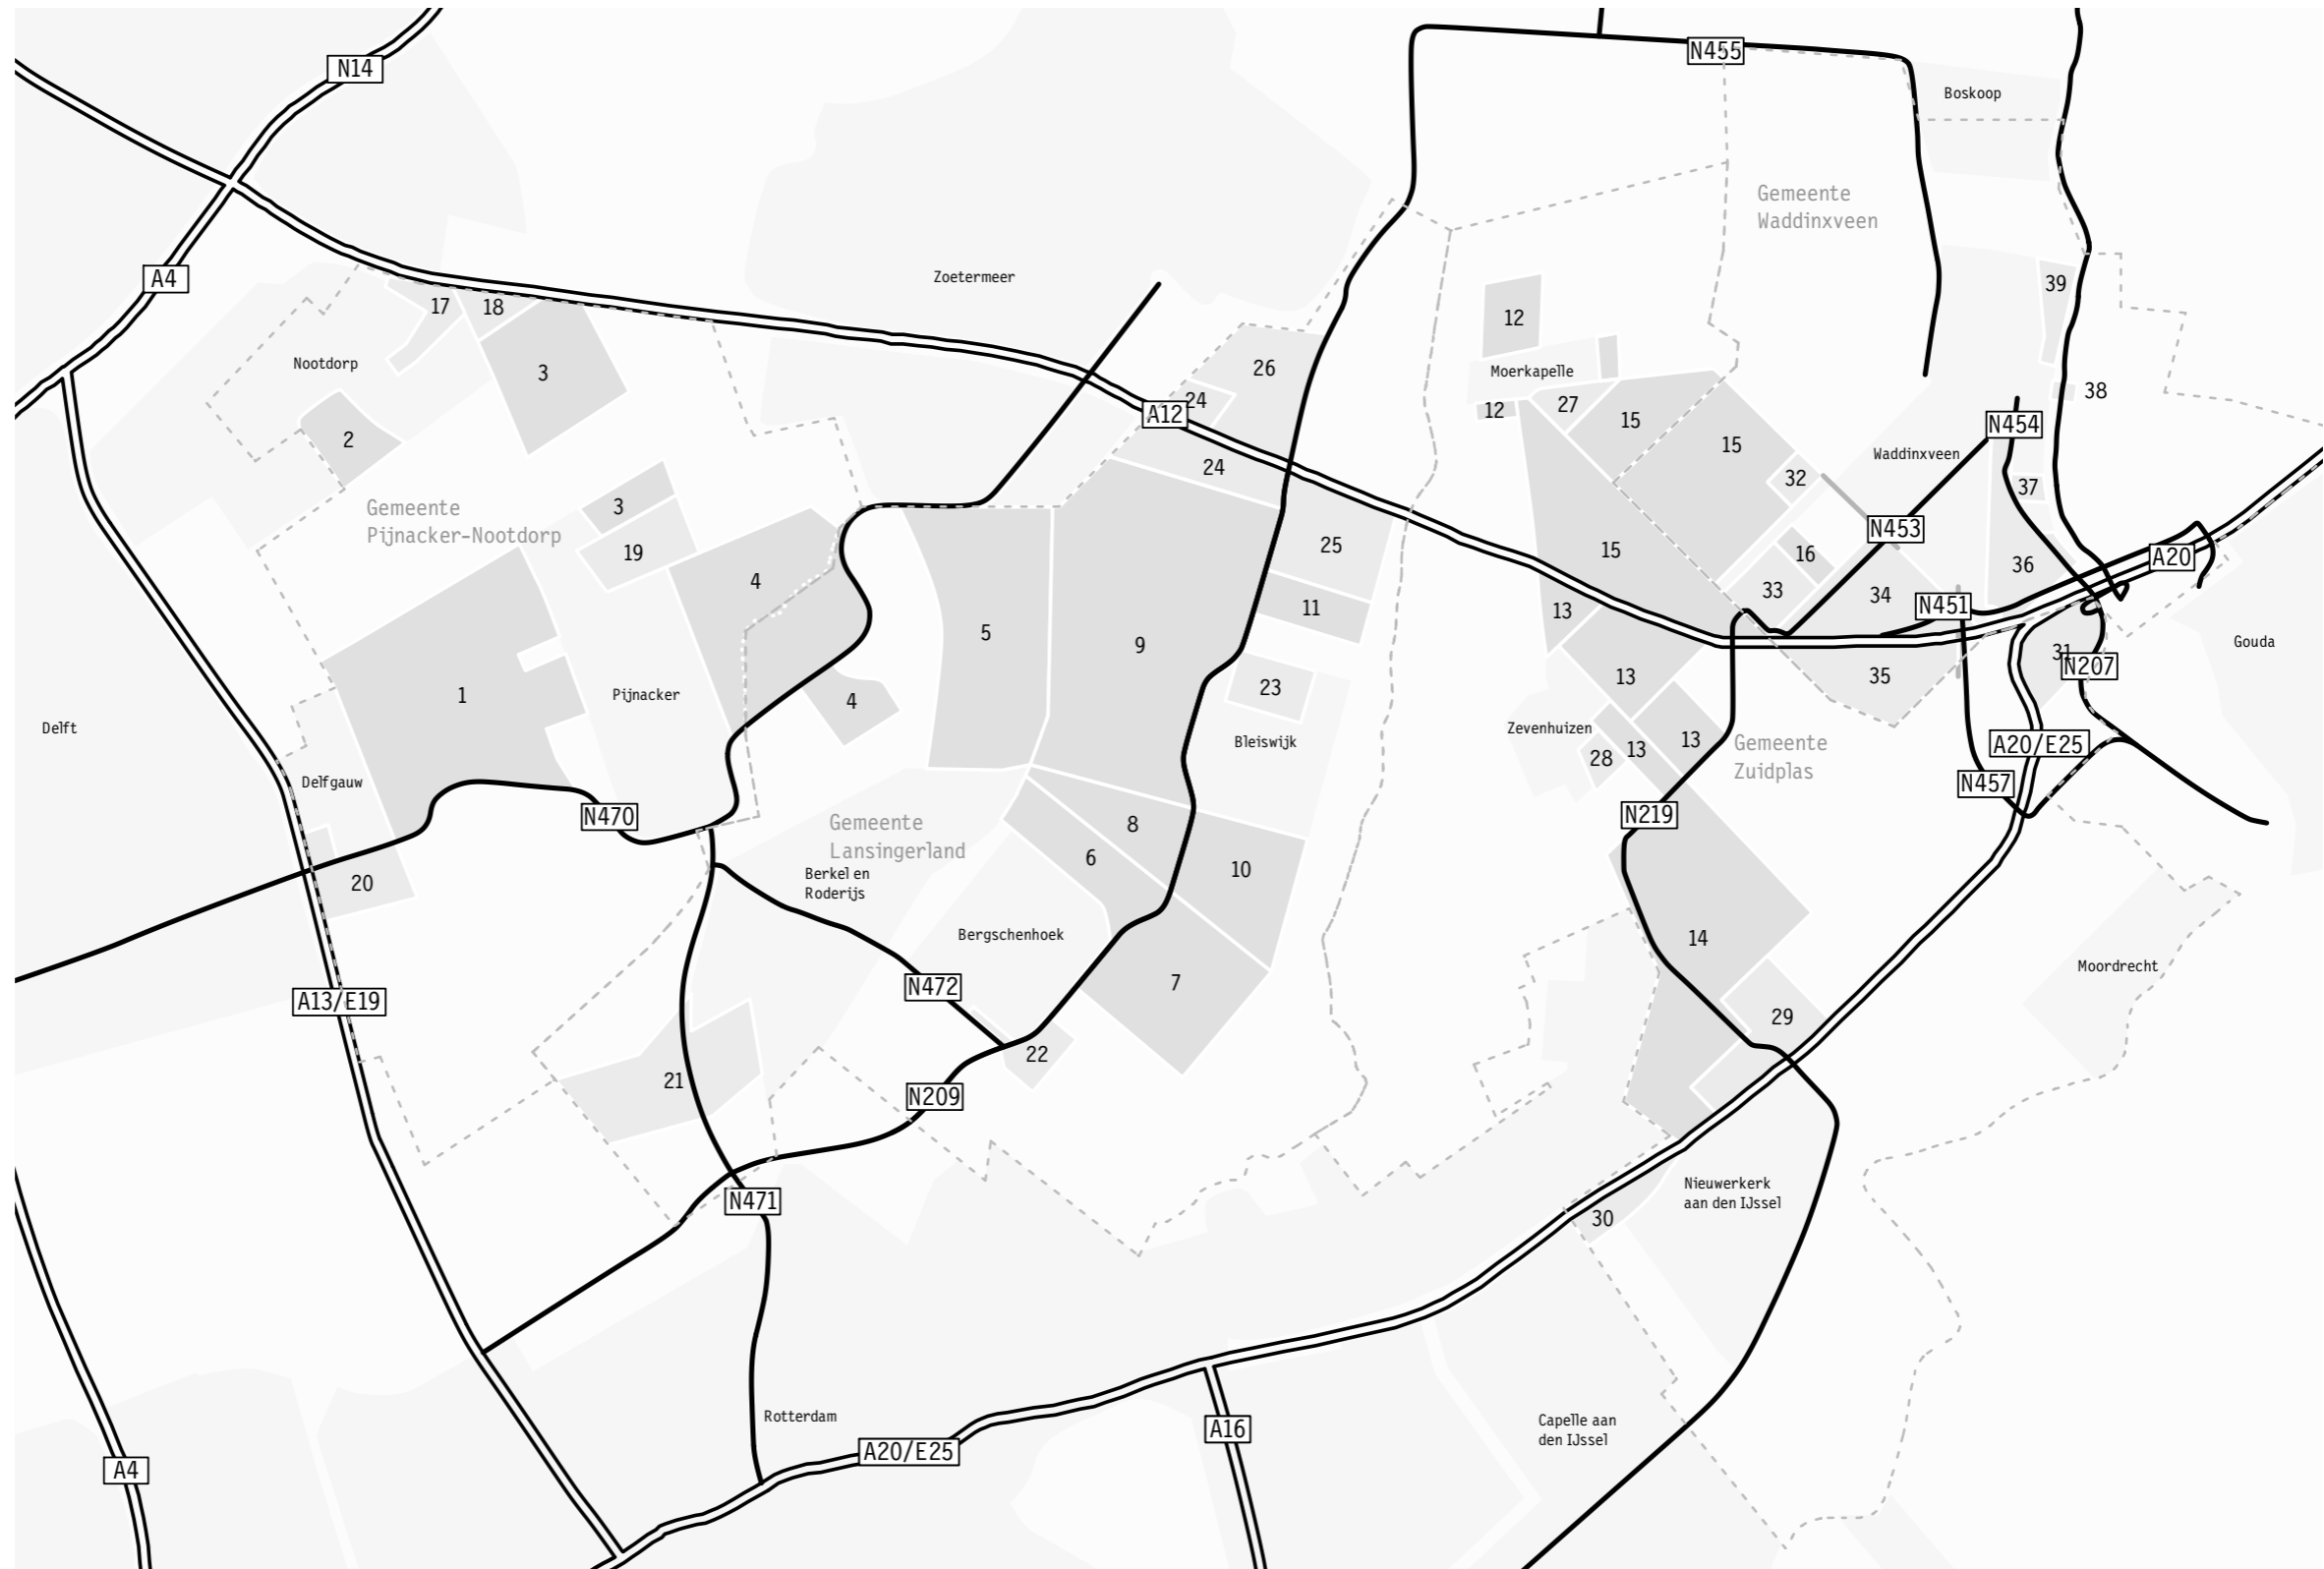 N14
N455
Boskoop
Gemeente
Waddinxveen
A4
Zoetermeer
39
17
18
12
Nootdorp
3
26
Moerkapelle
38
24
A12
12
27
15
N454
2
15
Waddinxveen
24
32
37
Gemeente
Pijnacker-Nootdorp
3
N453
19
25
15
16
A20
4
36
33
34
11
13
N451
5
9
Gouda
31
N207
1
Pijnacker
13
35
23
4
Delft
Zevenhuizen
Bleiswijk
13
13
Gemeente
Zuidplas
A20/E25
28
Delfgauw
N457
N470
N219
Gemeente
Lansingerland
8
6
10
Berkel en
Roderijs
20
Bergschenhoek
14
Moordrecht
7
N472
A13/E19
29
22
21
N209
Nieuwerkerk
aan den IJssel
N471
30
Rotterdam
Capelle aan
den IJssel
A16
A20/E25
A4